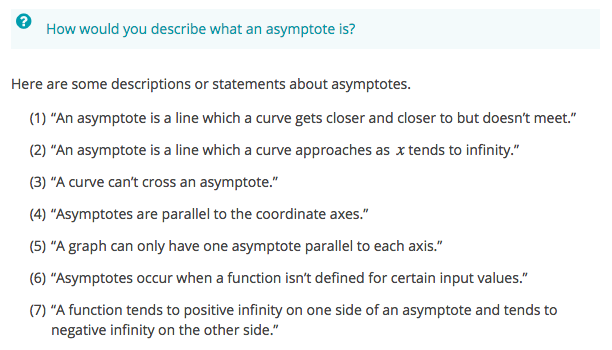 How would you describe what an asymptote is?
Here are some descriptions or statements about asymptotes.
(1) “An asymptote is a line which a curve gets closer and closer to but doesn’t meet.”
(2) “An asymptote is a line which a curve approaches as x tends to infinity.”
(3) “A curve can’t cross an asymptote.”
(4) “Asymptotes are parallel to the coordinate axes.”
(5) “A graph can only have one asymptote parallel to each axis.”
(6) “Asymptotes occur when a function isn’t defined for certain input values.”
(7) “A function tends to positive infinity on one side of an asymptote and tends to
negative infinity on the other side.”